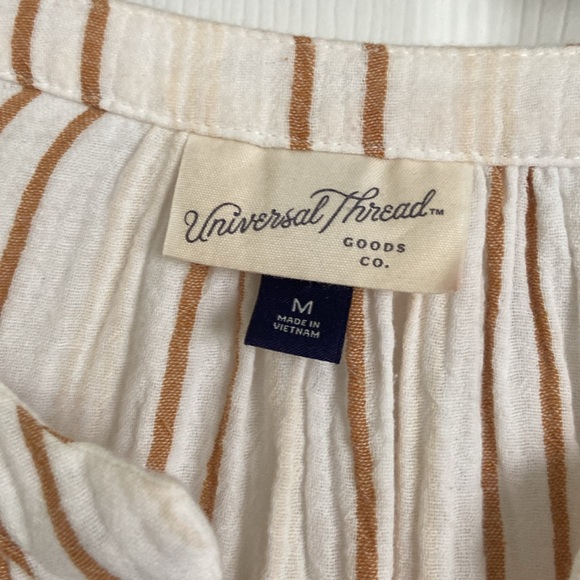 Universal Thread™
GOODS
CO.
M
MADE IN
VIETNAM